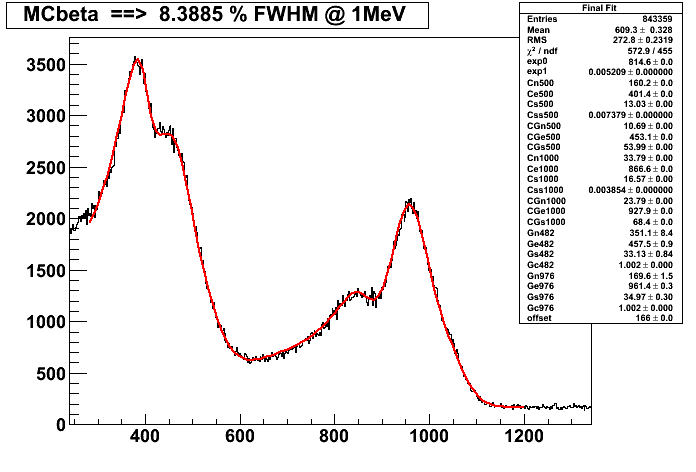 MCbeta ==> 8.3885 % FWHM @ 1MeV
Final Fit
Entries 843359
Mean 609.3 ± 0.328
RMS 272.8 ± 0.2319
χ² / ndf 572.9 / 455
exp0 814.6 ± 0.0
exp1 0.005209 ± 0.000000
Cn500 160.2 ± 0.0
Ce500 401.4 ± 0.0
Cs500 13.03 ± 0.00
Css500 0.007379 ± 0.000000
CGn500 10.69 ± 0.00
CGe500 453.1 ± 0.0
CGs500 53.99 ± 0.00
Cn1000 33.79 ± 0.00
Ce1000 866.6 ± 0.0
Cs1000 16.57 ± 0.00
Css1000 0.003854 ± 0.000000
CGn1000 23.79 ± 0.00
CGe1000 927.9 ± 0.0
CGs1000 68.4 ± 0.0
Gn482 351.1 ± 8.4
Ge482 457.5 ± 0.9
Gs482 33.13 ± 0.84
Gc482 1.002 ± 0.000
Gn976 169.6 ± 1.5
Ge976 961.4 ± 0.3
Gs976 34.97 ± 0.30
Gc976 1.002 ± 0.000
offset 166 ± 0.0
3500
3000
2500
2000
1500
1000
500
0
400 600 800 1000 1200